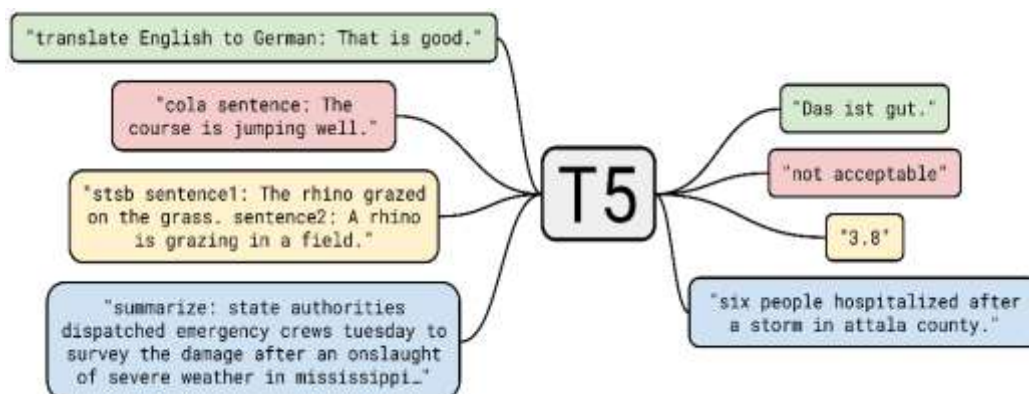 "translate English to German: That is good."
"cola sentence: The
course is jumping well."
"stsb sentence1: The rhino grazed
on the grass. sentence2: A rhino
is grazing in a field."
"summarize: state authorities
dispatched emergency crews tuesday to
survey the damage after an onslaught
of severe weather in mississippi…"
T5
"Das ist gut."
"not acceptable"
"3.8"
"six people hospitalized after
a storm in attala county."